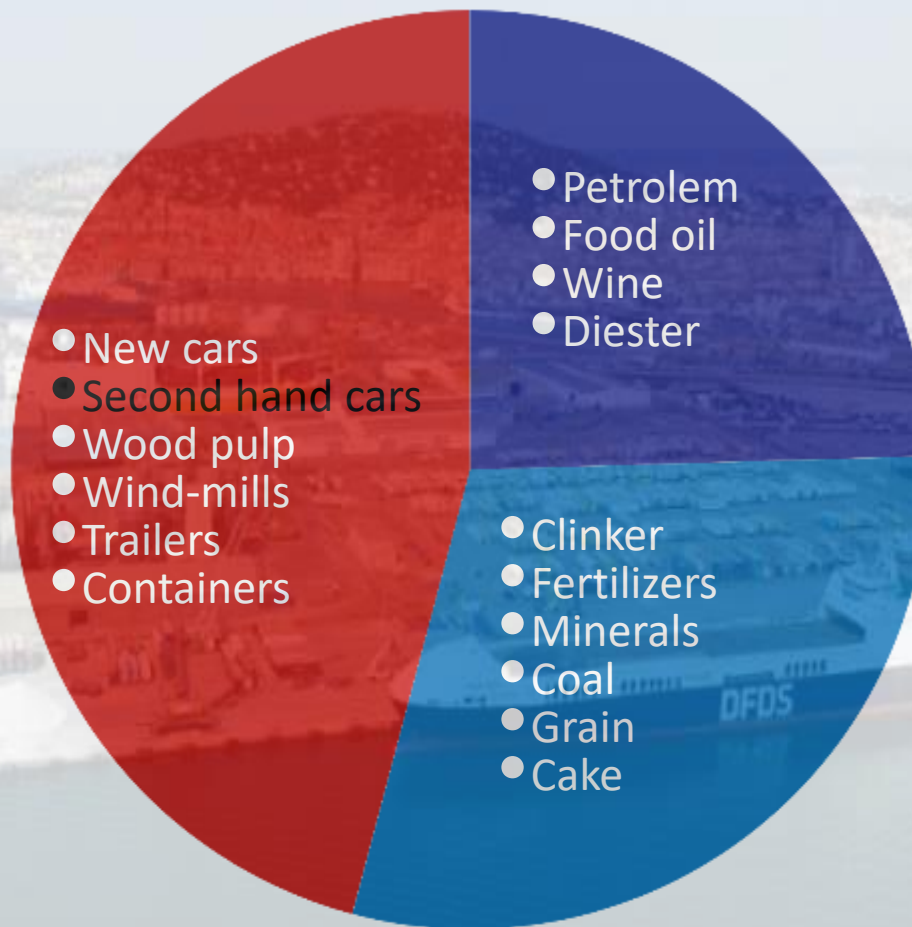 • Petrolem
• Food oil
• Wine
• Diester
• New cars
• Second hand cars
• Wood pulp
• Wind-mills
• Trailers
• Containers
• Clinker
• Fertilizers
• Minerals
• Coal
• Grain
• Cake
DFDS